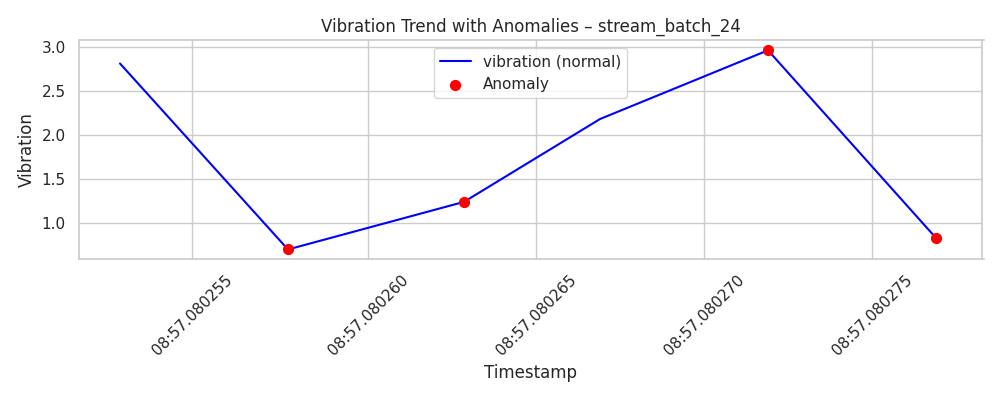 Vibration Trend with Anomalies – stream_batch_24
vibration (normal)
Anomaly
Vibration
3.0
2.5
2.0
1.5
1.0
08:57.080255
08:57.080260
08:57.080265
08:57.080270
08:57.080275
Timestamp